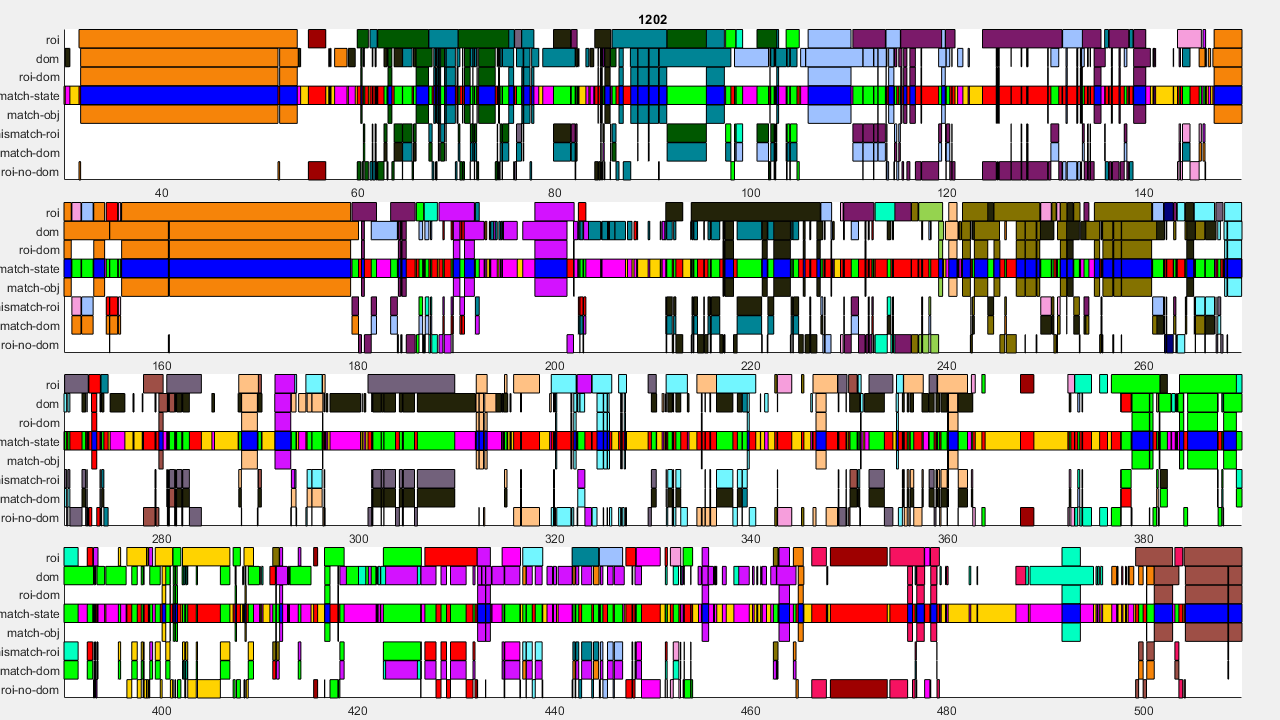 1202
roi
dom
roi-dom
match-state
match-obj
mismatch-roi
match-dom
roi-no-dom
40 60 80 100 120 140
roi
dom
roi-dom
match-state
match-obj
mismatch-roi
match-dom
roi-no-dom
160 180 200 220 240 260
roi
dom
roi-dom
match-state
match-obj
mismatch-roi
match-dom
roi-no-dom
280 300 320 340 360 380
roi
dom
roi-dom
match-state
match-obj
mismatch-roi
match-dom
roi-no-dom
400 420 440 460 480 500